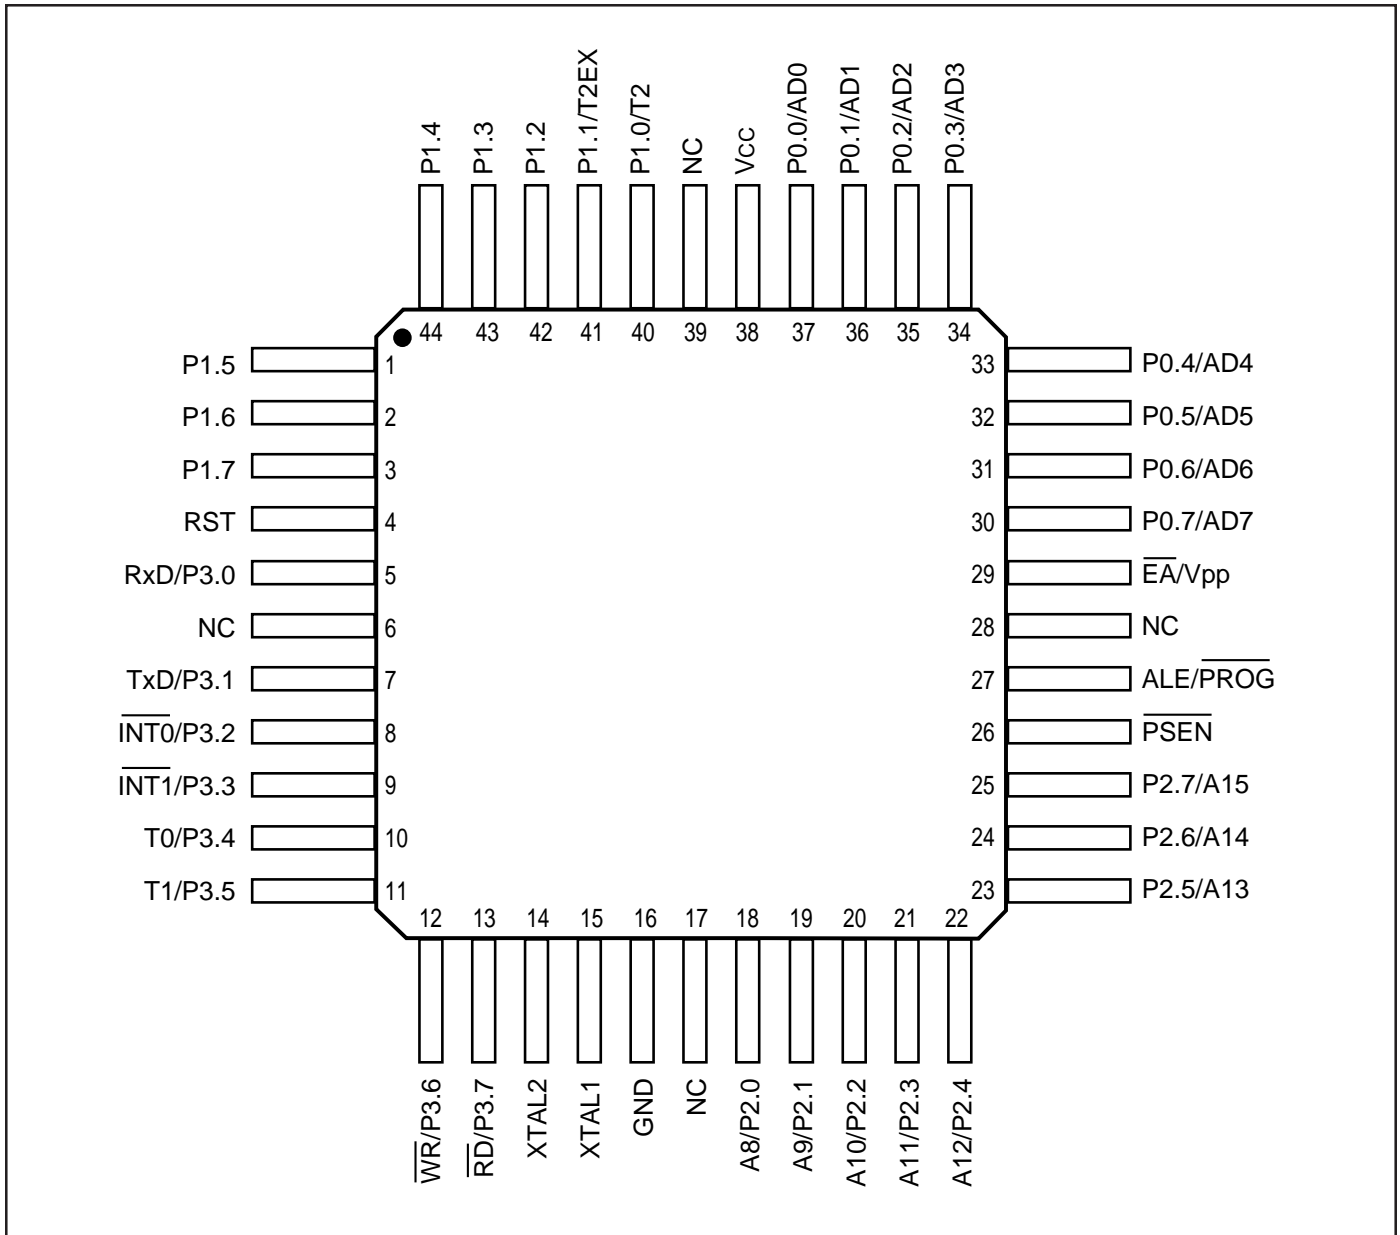 P1.4
P1.3
P1.2
P1.1/T2EX
P1.0/T2
NC
VCC
P0.0/AD0
P0.1/AD1
P0.2/AD2
P0.3/AD3
44 43 42 41 40 39 38 37 36 35 34
P1.5 1 33 P0.4/AD4
P1.6 2 32 P0.5/AD5
P1.7 3 31 P0.6/AD6
RST 4 30 P0.7/AD7
RxD/P3.0 5 29 E̅A̅/Vpp
NC 6 28 NC
TxD/P3.1 7 27 ALE/P̅R̅O̅G̅
I̅N̅T̅0̅/P3.2 8 26 P̅S̅E̅N̅
I̅N̅T̅1̅/P3.3 9 25 P2.7/A15
T0/P3.4 10 24 P2.6/A14
T1/P3.5 11 23 P2.5/A13
12 13 14 15 16 17 18 19 20 21 22
W̅R̅/P3.6
R̅D̅/P3.7
XTAL2
XTAL1
GND
NC
A8/P2.0
A9/P2.1
A10/P2.2
A11/P2.3
A12/P2.4